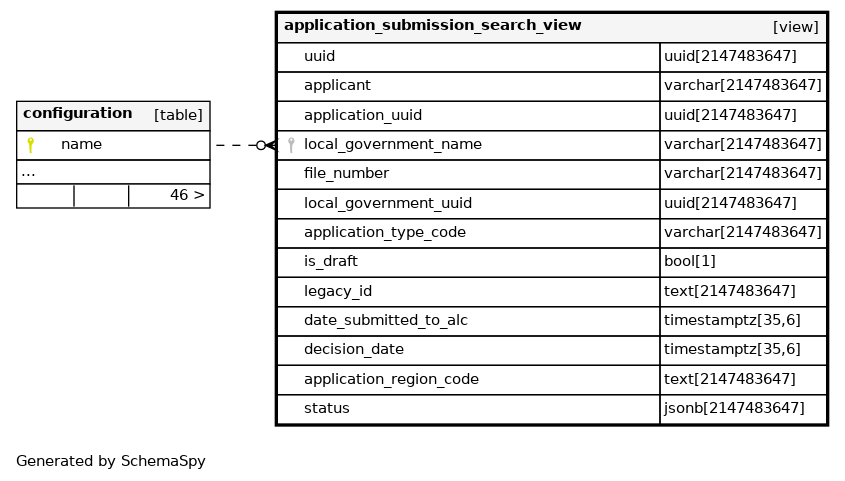 application_submission_search_view [view]
uuid uuid[2147483647]
applicant varchar[2147483647]
application_uuid uuid[2147483647]
local_government_name varchar[2147483647]
file_number varchar[2147483647]
local_government_uuid uuid[2147483647]
application_type_code varchar[2147483647]
is_draft bool[1]
legacy_id text[2147483647]
date_submitted_to_alc timestamptz[35,6]
decision_date timestamptz[35,6]
application_region_code text[2147483647]
status jsonb[2147483647]
configuration [table]
name
...
46 >
Generated by SchemaSpy